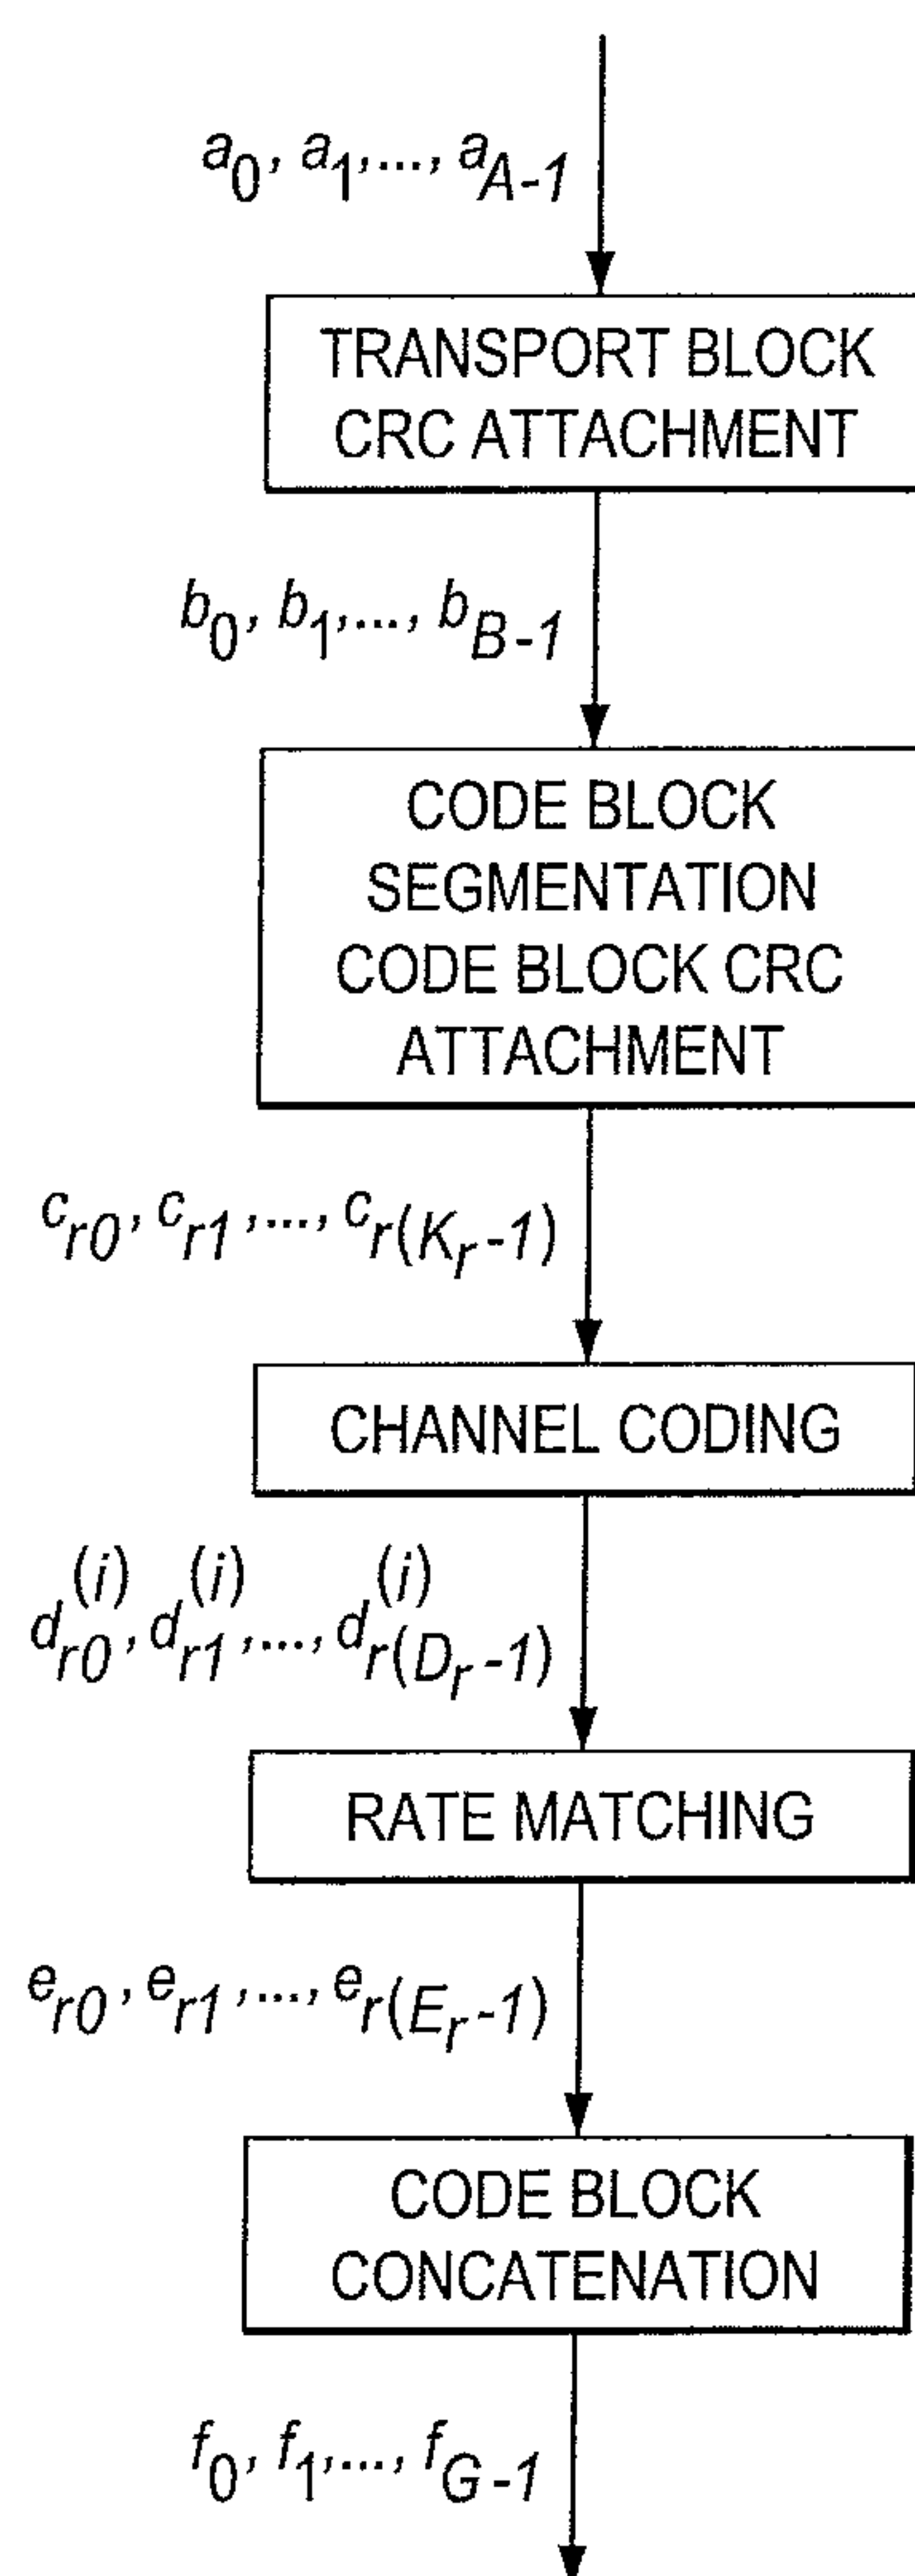 a0, a1,..., aA-1
TRANSPORT BLOCK
CRC ATTACHMENT
b0, b1,..., bB-1
CODE BLOCK
SEGMENTATION
CODE BLOCK CRC
ATTACHMENT
cr0, cr1,..., cr(Kr-1)
CHANNEL CODING
dr0(i), dr1(i),..., dr(Dr-1)(i)
RATE MATCHING
er0, er1,..., er(Er-1)
CODE BLOCK
CONCATENATION
f0, f1,..., fG-1